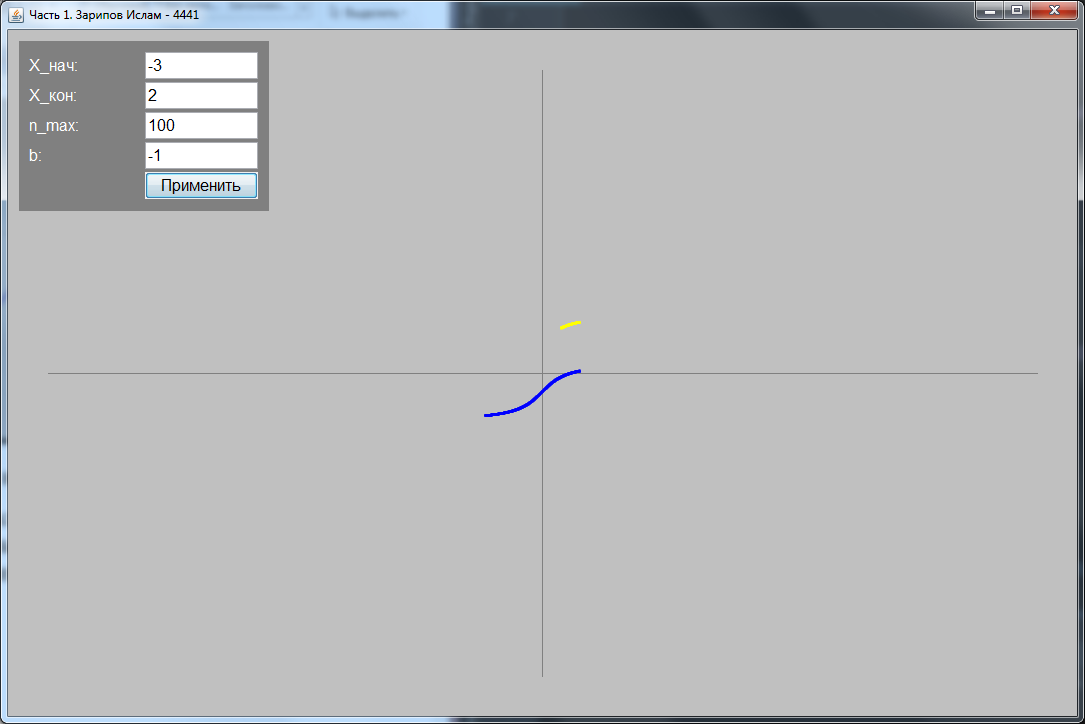 Часть 1. Зарипов Ислам - 4441
X_нач: -3
X_кон: 2
n_max: 100
b: -1
Применить